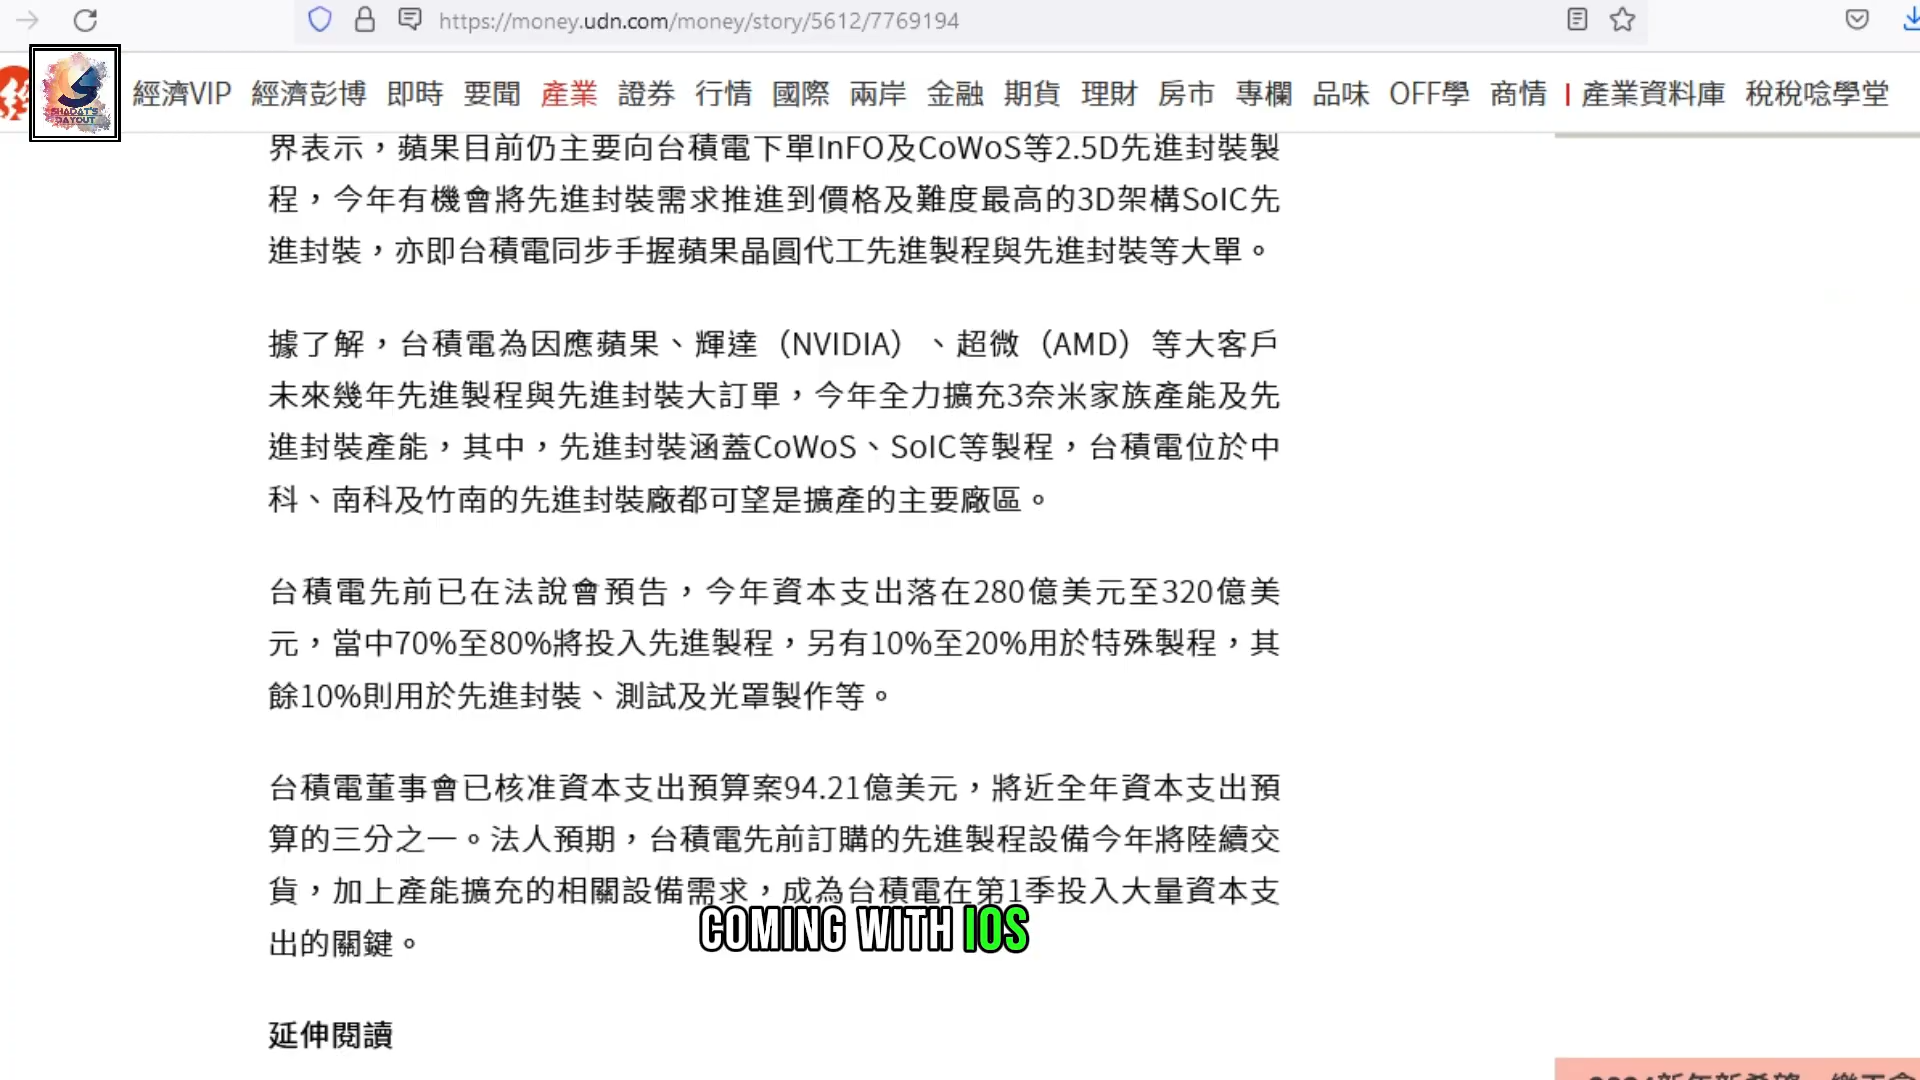 https://money.udn.com/money/story/5612/7769194
SHADAT'S
DAYOUT
經濟VIP 經濟彭博 即時 要聞 產業 證券 行情 國際 兩岸 金融 期貨 理財 房市 專欄 品味 OFF學 商情 產業資料庫 稅稅唸學堂
界表示，蘋果目前仍主要向台積電下單InFO及CoWoS等2.5D先進封裝製
程，今年有機會將先進封裝需求推進到價格及難度最高的3D架構SoIC先
進封裝，亦即台積電同步手握蘋果晶圓代工先進製程與先進封裝等大單。
據了解，台積電為因應蘋果、輝達（NVIDIA）、超微（AMD）等大客戶
未來幾年先進製程與先進封裝大訂單，今年全力擴充3奈米家族產能及先
進封裝產能，其中，先進封裝涵蓋CoWoS、SoIC等製程，台積電位於中
科、南科及竹南的先進封裝廠都可望是擴產的主要廠區。
台積電先前已在法說會預告，今年資本支出落在280億美元至320億美
元，當中70%至80%將投入先進製程，另有10%至20%用於特殊製程，其
餘10%則用於先進封裝、測試及光罩製作等。
台積電董事會已核准資本支出預算案94.21億美元，將近全年資本支出預
算的三分之一。法人預期，台積電先前訂購的先進製程設備今年將陸續交
貨，加上產能擴充的相關設備需求，成為台積電在第1季投入大量資本支
出的關鍵。
COMING WITH IOS
延伸閱讀